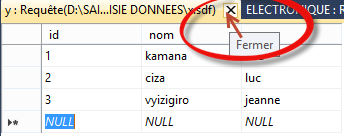 y : Requête(D:\SAI...ISIE DONNEES\x.sdf) ELECTRONIQUE : R
id nom
Fermer
1 kamana
2 ciza luc
3 vyizigiro jeanne
NULL NULL NULL